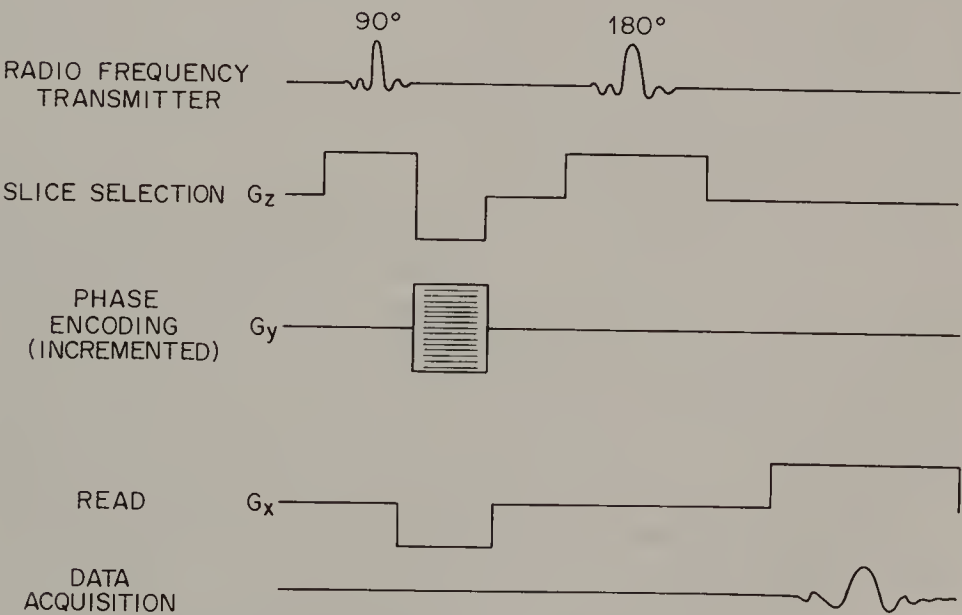 90°
180°
RADIO FREQUENCY
TRANSMITTER
SLICE SELECTION Gz
PHASE
ENCODING Gy
(INCREMENTED)
READ Gx
DATA
ACQUISITION